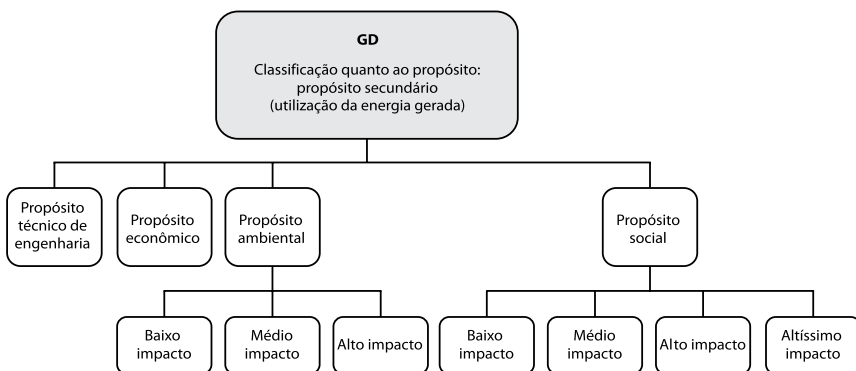 GD
Classificação quanto ao propósito:
propósito secundário
(utilização da energia gerada)
Propósito
técnico de
engenharia
Propósito
econômico
Propósito
ambiental
Propósito
social
Baixo
impacto
Médio
impacto
Alto impacto
Baixo
impacto
Médio
impacto
Alto impacto
Altíssimo
impacto